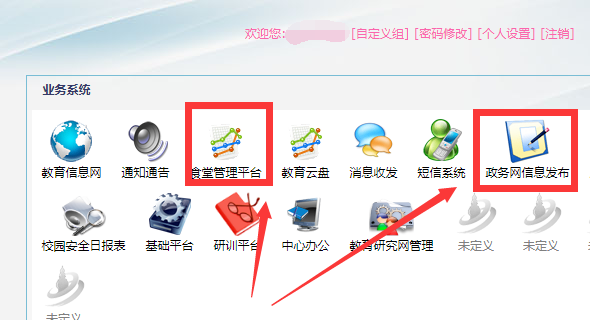 欢迎您: [自定义组] [密码修改] [个人设置] [注销]
业务系统
教育信息网 通知通告 食堂管理平台 教育云盘 消息收发 短信系统 政务网信息发布
校园安全日报表 基础平台 研训平台 中心办公 教育研究网管理 未定义 未定义
未定义